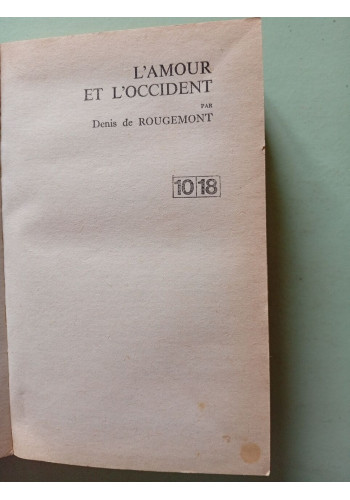 L'AMOUR
ET L'OCCIDENT
PAR
Denis de ROUGEMONT
10 18